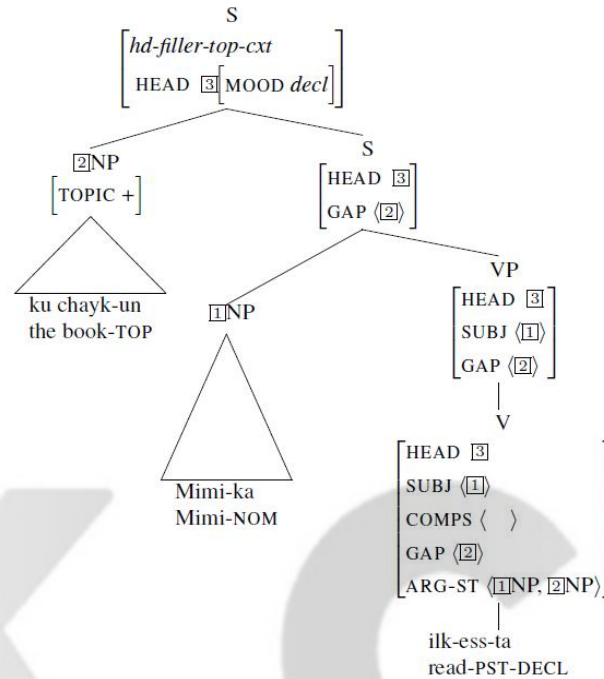 S
hd-filler-top-cxt
HEAD 3[MOOD decl]
2NP
[TOPIC +]
S
HEAD 3
GAP ⟨2⟩
ku chayk-un
the book-TOP
1NP
VP
HEAD 3
SUBJ ⟨1⟩
GAP ⟨2⟩
V
HEAD 3
SUBJ ⟨1⟩
COMPS ⟨ ⟩
GAP ⟨2⟩
ARG-ST ⟨1NP, 2NP⟩
Mimi-ka
Mimi-NOM
ilk-ess-ta
read-PST-DECL